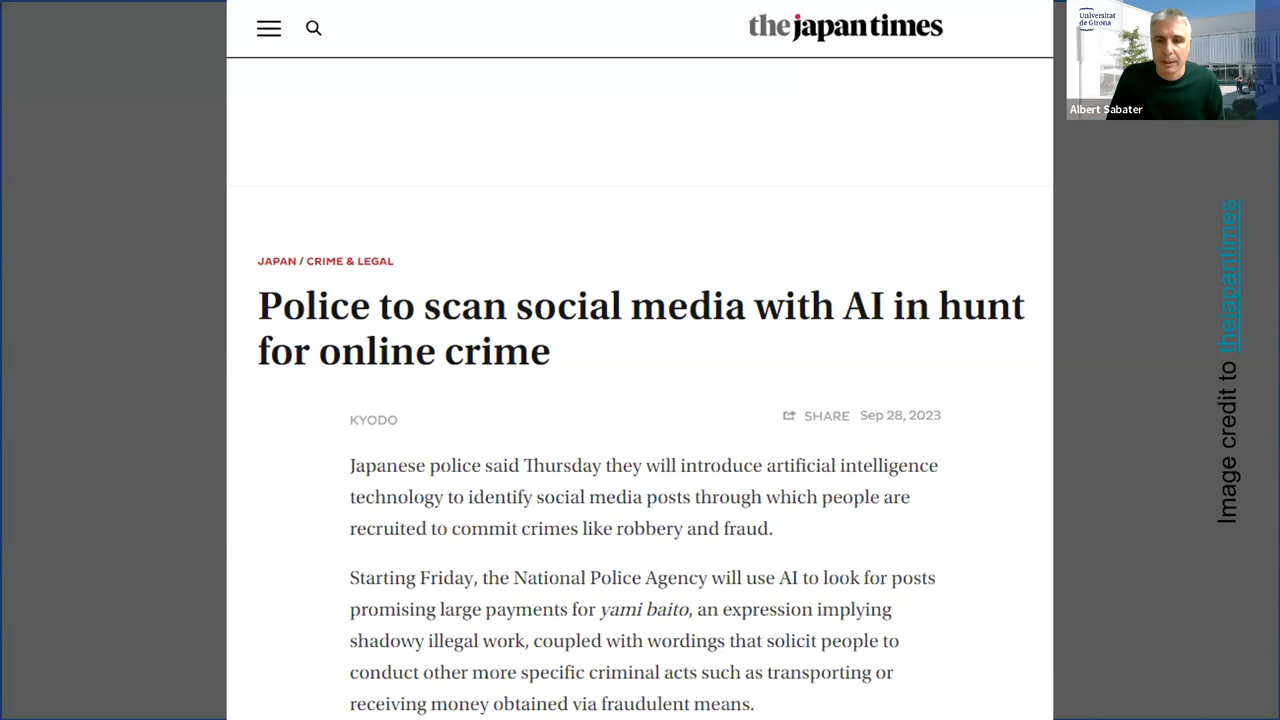 the japan times
Universitat
de Girona
Albert Sabater
JAPAN / CRIME & LEGAL
Police to scan social media with AI in hunt
for online crime
KYODO
SHARE Sep 28, 2023
Japanese police said Thursday they will introduce artificial intelligence
technology to identify social media posts through which people are
recruited to commit crimes like robbery and fraud.
Starting Friday, the National Police Agency will use AI to look for posts
promising large payments for yami baito, an expression implying
shadowy illegal work, coupled with wordings that solicit people to
conduct other more specific criminal acts such as transporting or
receiving money obtained via fraudulent means.
Image credit to thejapantimes